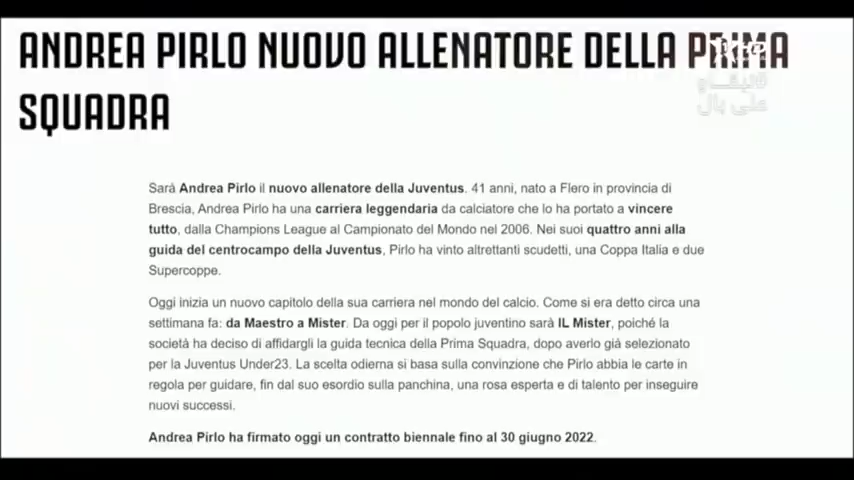 ANDREA PIRLO NUOVO ALLENATORE DELLA PRIMA
SQUADRA
HD
على بال
Sarà Andrea Pirlo il nuovo allenatore della Juventus. 41 anni, nato a Flero in provincia di
Brescia, Andrea Pirlo ha una carriera leggendaria da calciatore che lo ha portato a vincere
tutto, dalla Champions League al Campionato del Mondo nel 2006. Nei suoi quattro anni alla
guida del centrocampo della Juventus, Pirlo ha vinto altrettanti scudetti, una Coppa Italia e due
Supercoppe.
Oggi inizia un nuovo capitolo della sua carriera nel mondo del calcio. Come si era detto circa una
settimana fa: da Maestro a Mister. Da oggi per il popolo juventino sarà IL Mister, poiché la
società ha deciso di affidargli la guida tecnica della Prima Squadra, dopo averlo già selezionato
per la Juventus Under23. La scelta odierna si basa sulla convinzione che Pirlo abbia le carte in
regola per guidare, fin dal suo esordio sulla panchina, una rosa esperta e di talento per inseguire
nuovi successi.
Andrea Pirlo ha firmato oggi un contratto biennale fino al 30 giugno 2022.